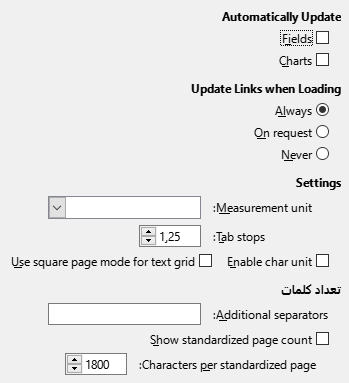 Automatically Update
Fields
Charts
Update Links when Loading
Always
On request
Never
Settings
:Measurement unit
:Tab stops 1,25
Enable char unit Use square page mode for text grid
تعداد کلمات
:Additional separators
Show standardized page count
:Characters per standardized page 1800